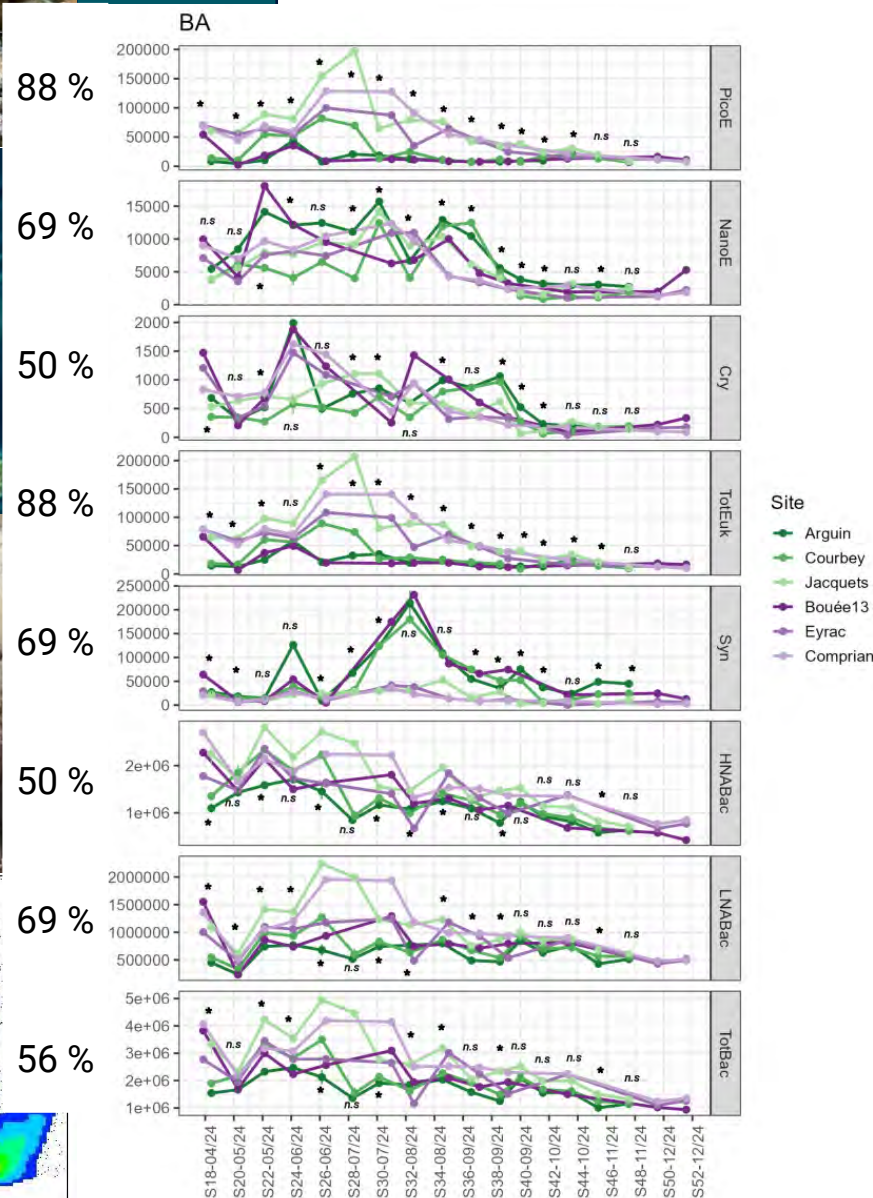 BA
88 %
200000
150000
100000
50000
0
* * * * * * * * * * * * * * n.s n.s
PicoE
69 %
15000
10000
5000
0
n.s n.s * * n.s * * * * * * * * n.s * n.s
NanoE
50 %
2000
1500
1000
500
0
* n.s * n.s n.s * * n.s * n.s * * * n.s n.s n.s
Cry
88 %
200000
150000
100000
50000
0
* * * n.s * * * * * * * * * * * n.s
TotEuk
69 %
250000
200000
150000
100000
50000
0
* * n.s n.s * * * n.s n.s * * * * n.s * *
Syn
50 %
2e+06
1e+06
* n.s * n.s * n.s * * * n.s * n.s n.s n.s * n.s
HNABac
69 %
2000000
1500000
1000000
500000
* * * * * n.s * * * * * n.s n.s n.s * n.s
LNABac
56 %
5e+06
4e+06
3e+06
2e+06
1e+06
* n.s * * * n.s * * * n.s * n.s n.s n.s * n.s
TotBac
S18-04/24
S20-05/24
S22-05/24
S24-06/24
S26-06/24
S28-07/24
S30-07/24
S32-08/24
S34-08/24
S36-09/24
S38-09/24
S40-09/24
S42-10/24
S44-10/24
S46-11/24
S48-11/24
S50-12/24
S52-12/24
Site
Arguin
Courbey
Jacquets
Bouée13
Eyrac
Comprian